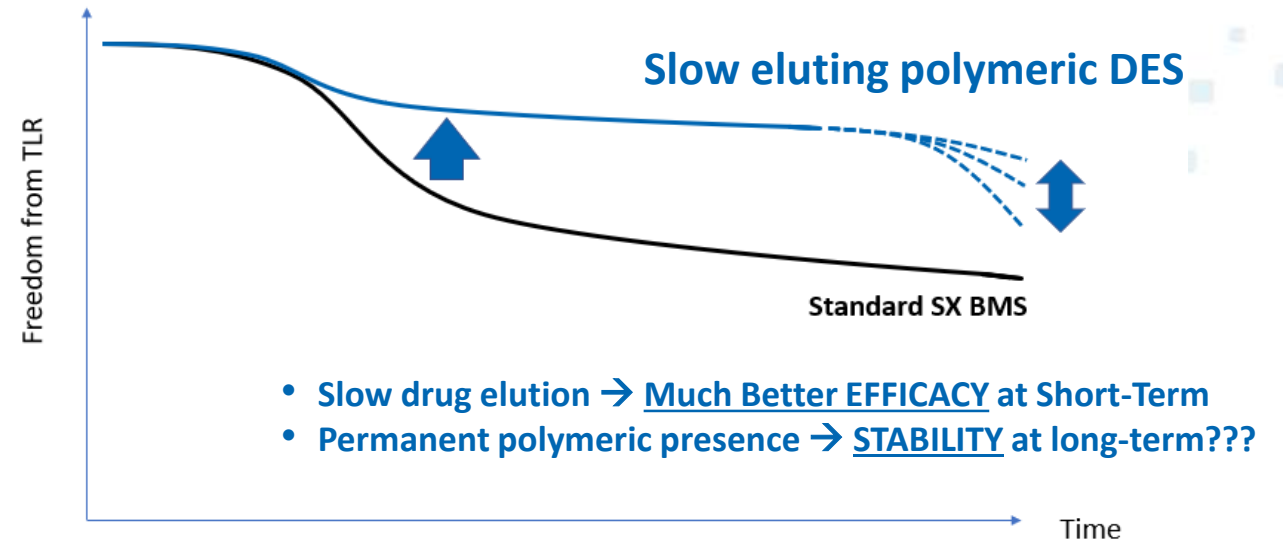 Slow eluting polymeric DES
Freedom from TLR
Standard SX BMS
• Slow drug elution → Much Better EFFICACY at Short-Term
• Permanent polymeric presence → STABILITY at long-term???
Time